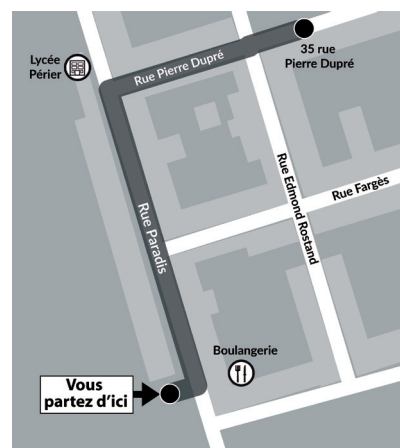 Lycée
Périer
35 rue
Pierre Dupré
Rue Pierre Dupré
Rue Edmond Rostand
Rue Fargès
Rue Paradis
Boulangerie
Vous
partez d'ici